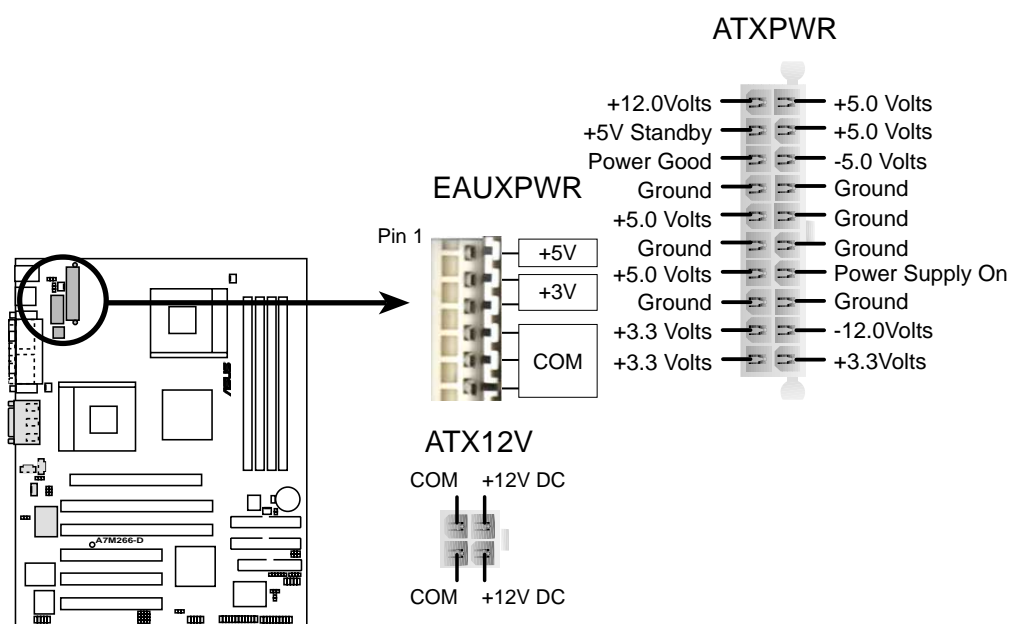 ATXPWR
+12.0Volts
+5.0 Volts
+5V Standby
+5.0 Volts
Power Good
-5.0 Volts
Ground
Ground
+5.0 Volts
Ground
Ground
Ground
+5.0 Volts
Power Supply On
Ground
Ground
+3.3 Volts
-12.0Volts
+3.3 Volts
+3.3Volts
EAUXPWR
Pin 1
+5V
+3V
COM
ATX12V
COM +12V DC
COM +12V DC
ASUS
A7M266-D